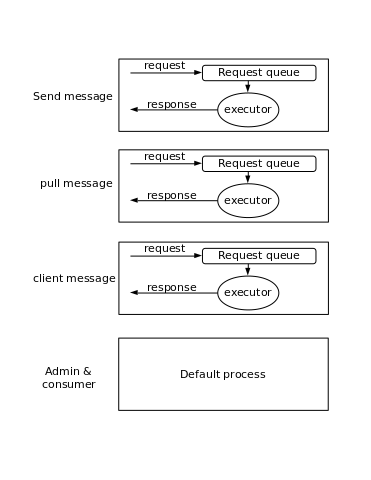 request
Request queue
Send message
response
executor
request
Request queue
pull message
response
executor
request
Request queue
client message
response
executor
Admin &
consumer
Default process